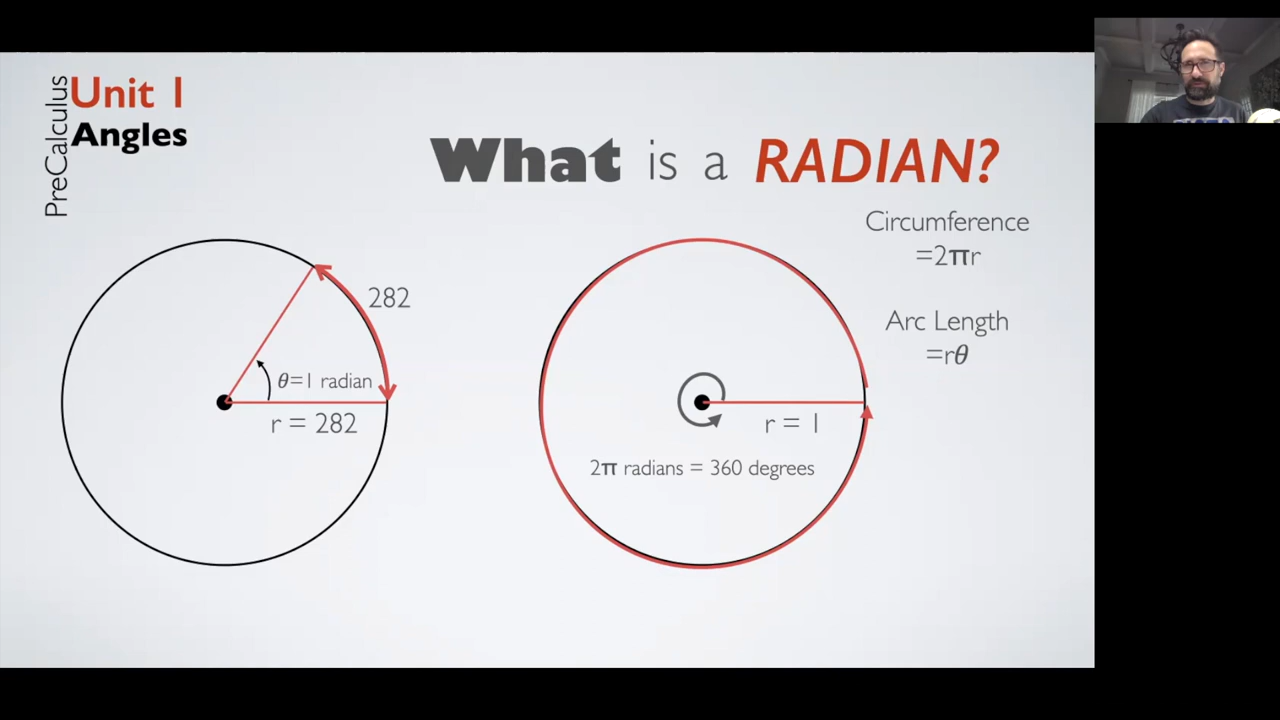 PreCalculus
Unit 1
Angles
What is a RADIAN?
Circumference
=2πr
Arc Length
=rθ
282
θ=1 radian
r = 282
r = 1
2π radians = 360 degrees